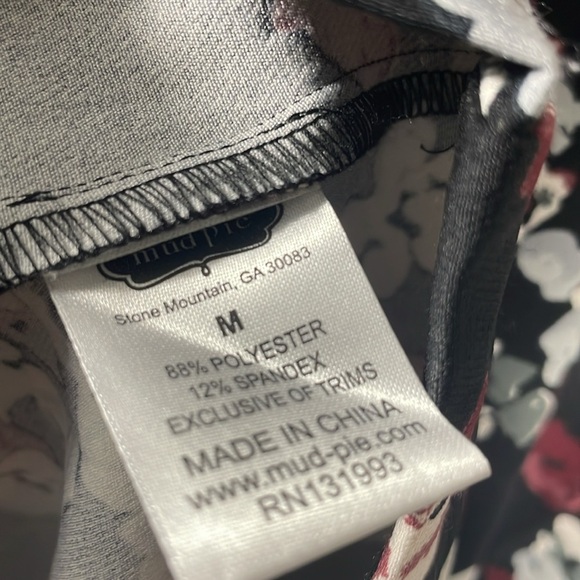 mud pie
Stone Mountain, GA 30083
M
88% POLYESTER
12% SPANDEX
EXCLUSIVE OF TRIMS
MADE IN CHINA
www.mud-pie.com
RN131993